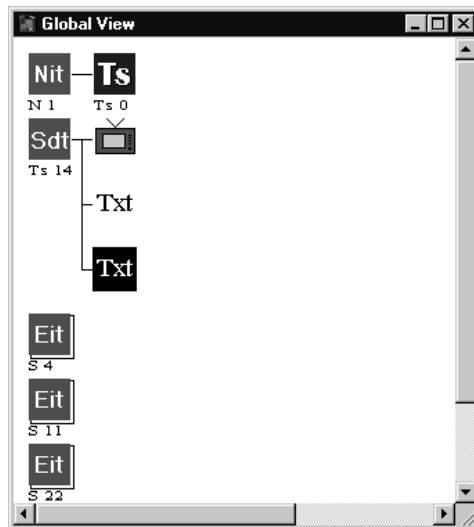 Global View
Nit Ts
N 1 Ts 0
Sdt
Ts 14
Txt
Txt
Eit
S 4
Eit
S 11
Eit
S 22